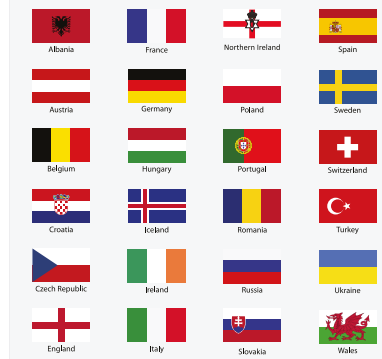 Albania
France
Northern Ireland
Spain
Austria
Germany
Poland
Sweden
Belgium
Hungary
Portugal
Switzerland
Croatia
Iceland
Romania
Turkey
Czech Republic
Ireland
Russia
Ukraine
England
Italy
Slovakia
Wales